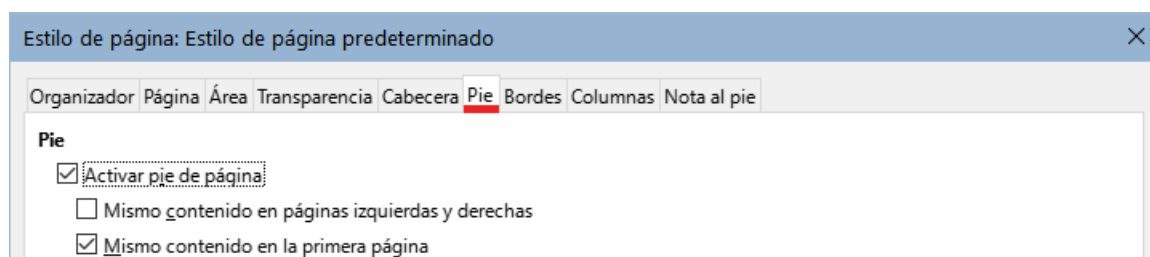 Estilo de página: Estilo de página predeterminado
Organizador Página Área Transparencia Cabecera Pie Bordes Columnas Nota al pie
Pie
Activar pie de página
Mismo contenido en páginas izquierdas y derechas
Mismo contenido en la primera página